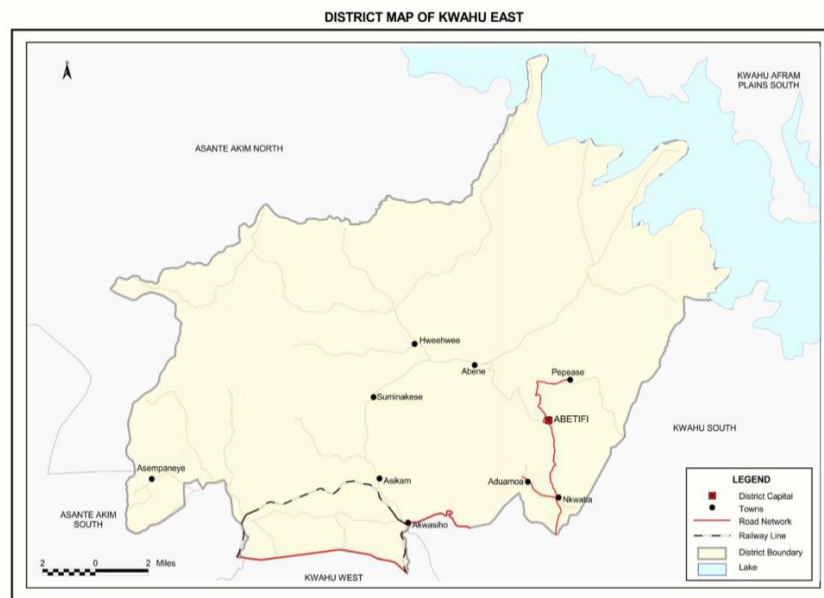 DISTRICT MAP OF KWAHU EAST
KWAHU AFRAM
PLAINS SOUTH
ASANTE AKIM NORTH
Hweehwee
Abene
Pepease
Suminakese
ABETIFI
KWAHU SOUTH
Asempaneye
Asikam
Aduamoa
Nkwatia
ASANTE AKIM
SOUTH
Akwasiho
KWAHU WEST
2 0 2 Miles
LEGEND
District Capital
Towns
Road Network
Railway Line
District Boundary
Lake